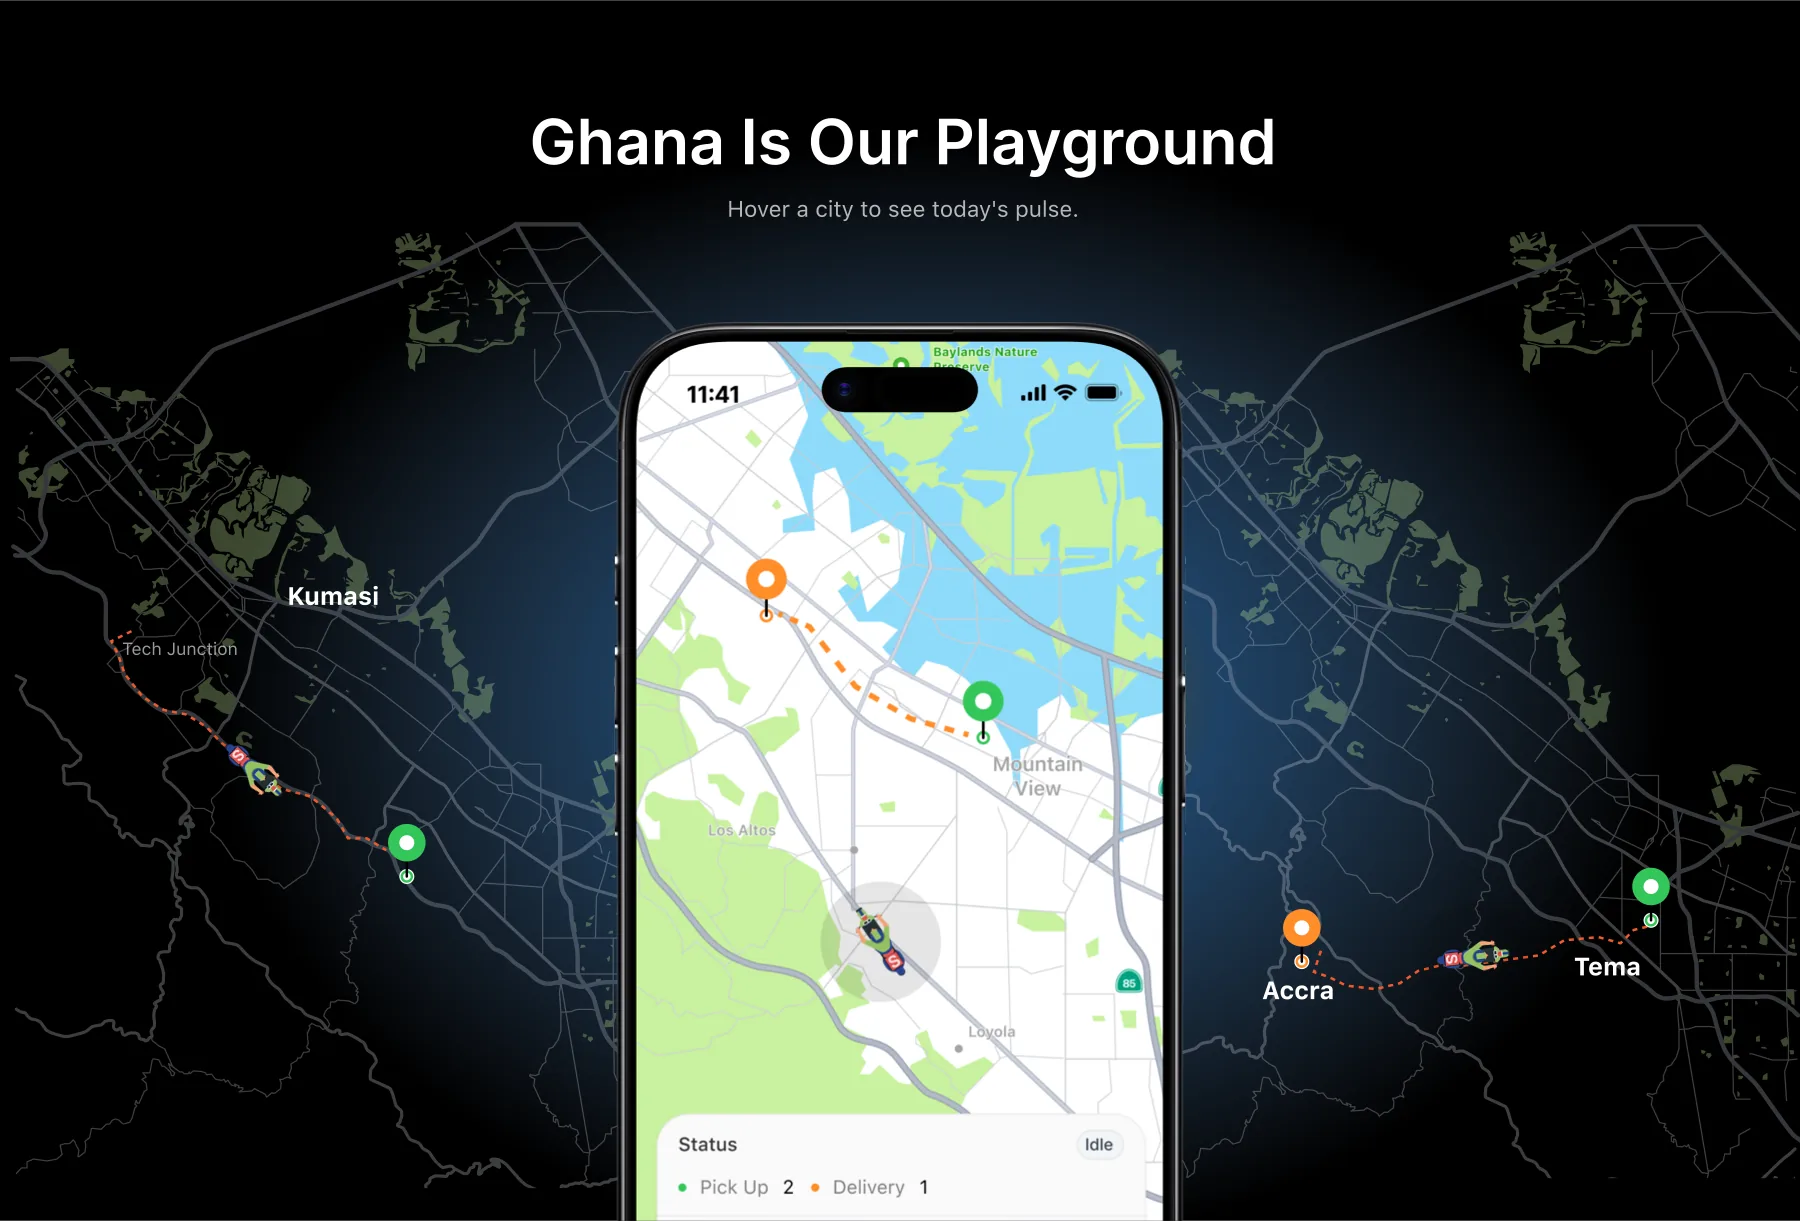 Ghana Is Our Playground
Hover a city to see today's pulse.
Baylands Nature
Preserve
11:41
Kumasi
Tech Junction
Mountain
View
Los Altos
S
S
S
85
Accra
Tema
Loyola
Status
Idle
Pick Up 2 Delivery 1